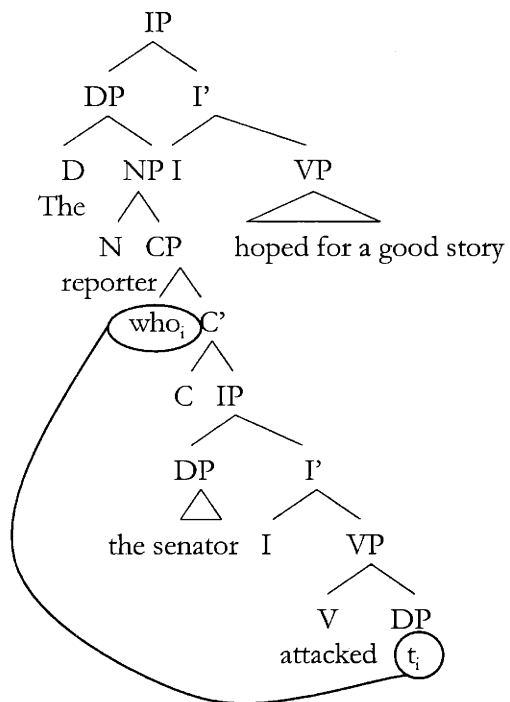 IP
DP I'
D NP I VP
The
N CP hoped for a good story
reporter
whoᵢ C'
C IP
DP I'
the senator I VP
V DP
attacked tᵢ